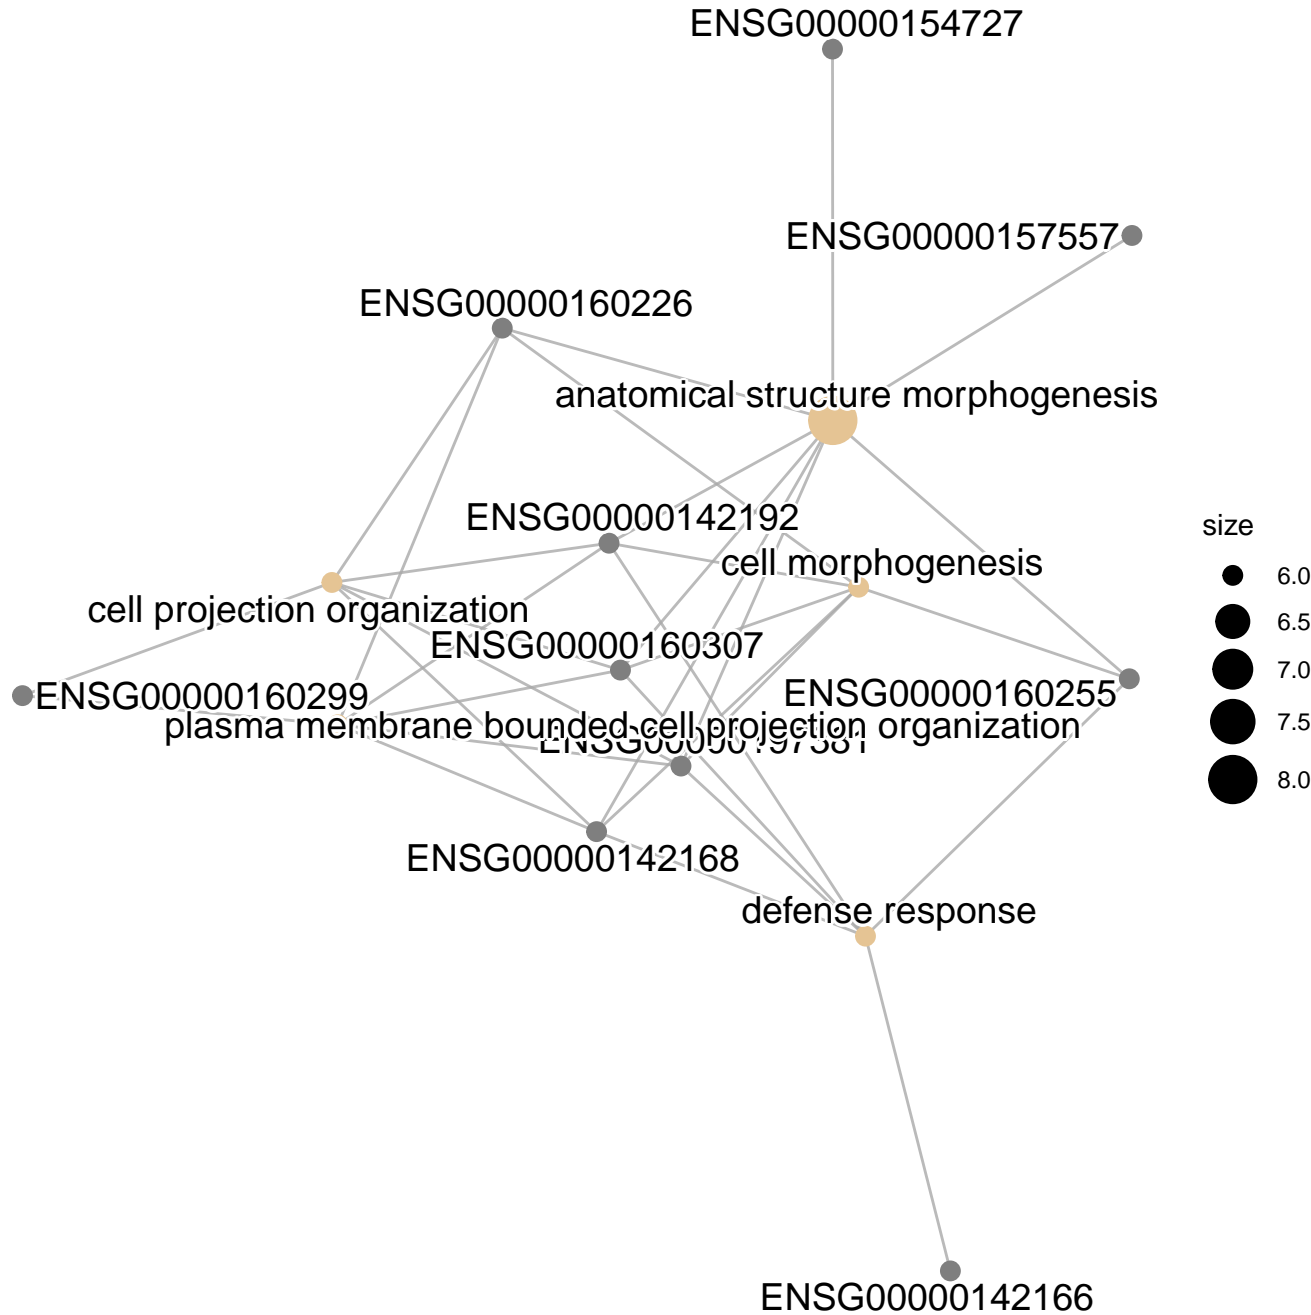 ENSG00000154727
ENSG00000157557
ENSG00000160226
anatomical structure morphogenesis
ENSG00000142192
size
cell morphogenesis
6.0
cell projection organization
6.5
ENSG00000160307
7.0
ENSG00000160299
ENSG00000160255
plasma membrane bounded cell projection organization
7.5
ENSG00000197381
8.0
ENSG00000142168
defense response
ENSG00000142166